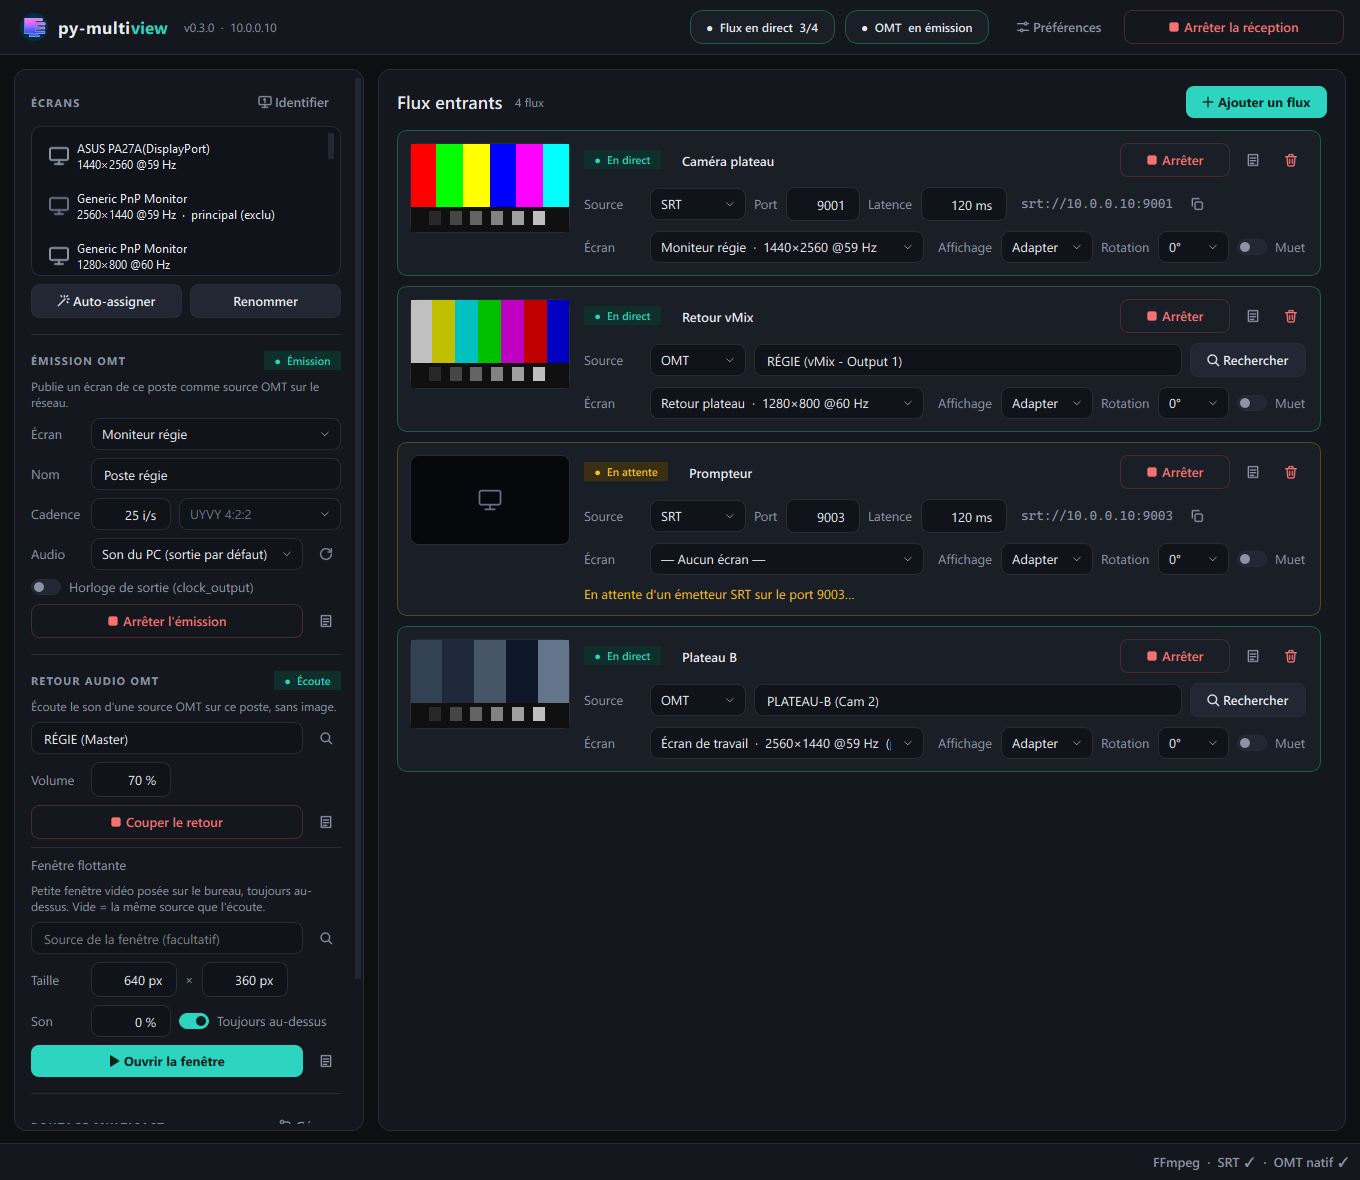 py-multiview v0.3.0 · 10.0.0.10
Flux en direct 3/4
OMT en émission
Préférences
Arrêter la réception
ÉCRANS
Identifier
ASUS PA27A(DisplayPort)
1440×2560 @59 Hz
Generic PnP Monitor
2560×1440 @59 Hz · principal (exclu)
Generic PnP Monitor
1280×800 @60 Hz
Auto-assigner
Renommer
ÉMISSION OMT
Émission
Publie un écran de ce poste comme source OMT sur le
réseau.
Écran Moniteur régie
Nom Poste régie
Cadence 25 i/s UYVY 4:2:2
Audio Son du PC (sortie par défaut)
Horloge de sortie (clock_output)
Arrêter l'émission
RETOUR AUDIO OMT
Écoute
Écoute le son d'une source OMT sur ce poste, sans image.
RÉGIE (Master)
Volume 70 %
Couper le retour
Fenêtre flottante
Petite fenêtre vidéo posée sur le bureau, toujours au-
dessus. Vide = la même source que l'écoute.
Source de la fenêtre (facultatif)
Taille 640 px × 360 px
Son 0 % Toujours au-dessus
Ouvrir la fenêtre
Flux entrants 4 flux
Ajouter un flux
En direct Caméra plateau Arrêter
Source SRT Port 9001 Latence 120 ms srt://10.0.0.10:9001
Écran Moniteur régie · 1440×2560 @59 Hz Affichage Adapter Rotation 0° Muet
En direct Retour vMix Arrêter
Source OMT RÉGIE (vMix - Output 1) Rechercher
Écran Retour plateau · 1280×800 @60 Hz Affichage Adapter Rotation 0° Muet
En attente Prompteur Arrêter
Source SRT Port 9003 Latence 120 ms srt://10.0.0.10:9003
Écran — Aucun écran — Affichage Adapter Rotation 0° Muet
En attente d'un émetteur SRT sur le port 9003...
En direct Plateau B Arrêter
Source OMT PLATEAU-B (Cam 2) Rechercher
Écran Écran de travail · 2560×1440 @59 Hz ( Affichage Adapter Rotation 0° Muet
FFmpeg · SRT ✓ · OMT natif ✓